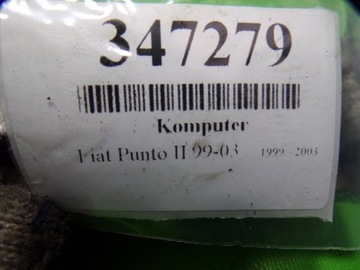 347279
Komputer
Fiat Punto II 99-03 1999 - 2003